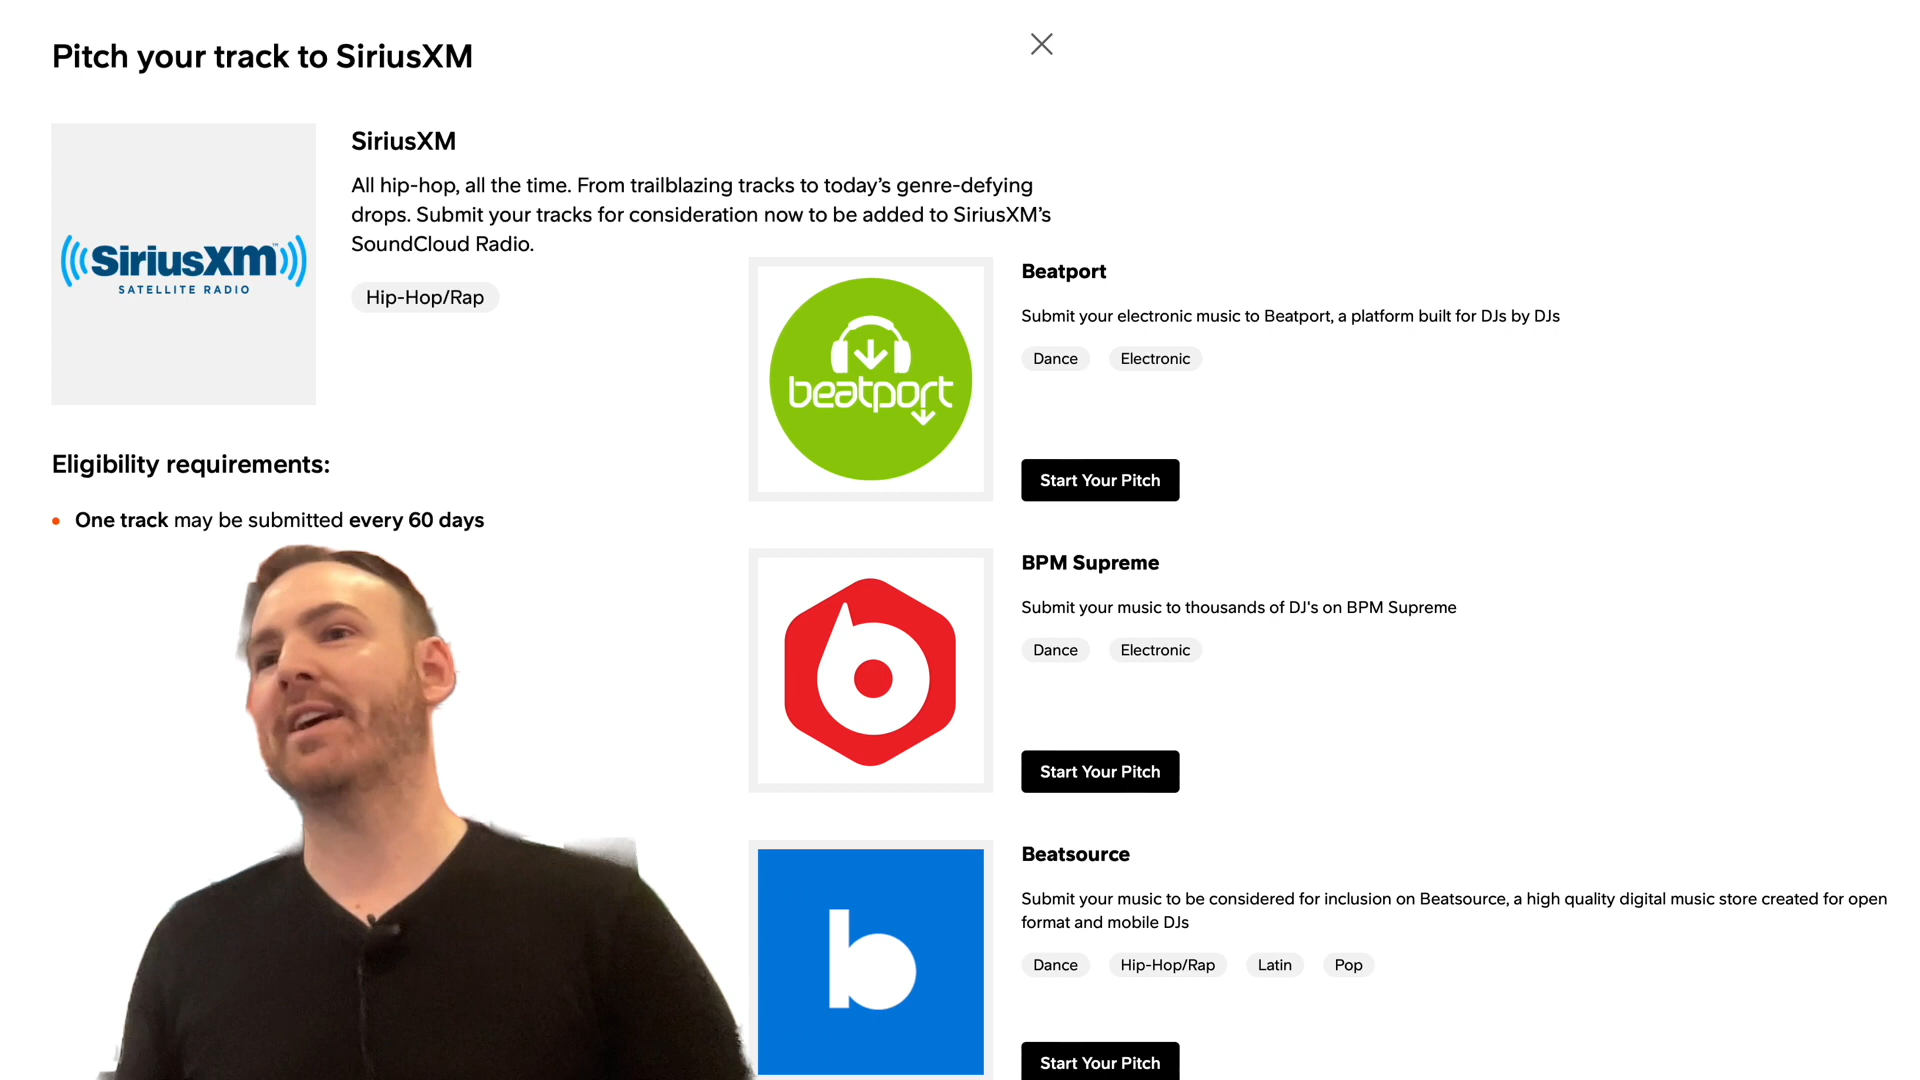 Pitch your track to SiriusXM
SiriusXM
SATELLITE RADIO
SiriusXM
All hip-hop, all the time. From trailblazing tracks to today’s genre-defying
drops. Submit your tracks for consideration now to be added to SiriusXM’s
SoundCloud Radio.
Hip-Hop/Rap
Eligibility requirements:
• One track may be submitted every 60 days
beatport
Beatport
Submit your electronic music to Beatport, a platform built for DJs by DJs
Dance Electronic
Start Your Pitch
BPM Supreme
Submit your music to thousands of DJ's on BPM Supreme
Dance Electronic
Start Your Pitch
b
Beatsource
Submit your music to be considered for inclusion on Beatsource, a high quality digital music store created for open
format and mobile DJs
Dance Hip-Hop/Rap Latin Pop
Start Your Pitch